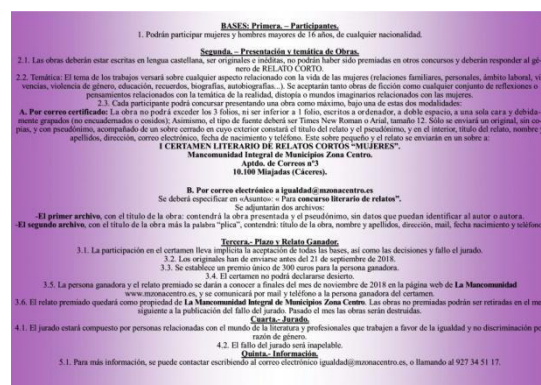 BASES: Primera. – Participantes.
1. Podrán participar mujeres y hombres mayores de 16 años, de cualquier nacionalidad.
Segunda. – Presentación y temática de Obras.
2.1. Las obras deberán estar escritas en lengua castellana, ser originales e inéditas, no podrán haber sido premiadas en otros concursos y deberán responder al gé-
nero de RELATO CORTO.
2.2. Temática: El tema de los trabajos versará sobre cualquier aspecto relacionado con la vida de las mujeres (relaciones familiares, personales, ámbito laboral, vi
vencias, violencia de género, educación, recuerdos, biografías, autobiografías...). Se aceptarán tanto obras de ficción como cualquier conjunto de reflexiones o
pensamientos relacionados con la temática de la realidad, distopía o mundos imaginarios relacionados con las mujeres.
2.3. Cada participante podrá concursar presentando una obra como máximo, bajo una de estas dos modalidades:
A. Por correo certificado: La obra no podrá exceder los 3 folios, ni ser inferior a 1 folio, escritos a ordenador, a doble espacio, a una sola cara y debida-
mente grapados (no encuadernados o cosidos); Asimismo, el tipo de fuente deberá ser Times New Roman o Arial, tamaño 12. Sólo se enviará un original, sin co-
pias, y con pseudónimo, acompañado de un sobre cerrado en cuyo exterior constará el título del relato y el pseudónimo, y en el interior, título del relato, nombre y
apellidos, dirección, correo electrónico, fecha de nacimiento y teléfono. Este sobre pequeño y el relato se enviarán en un sobre a:
I CERTAMEN LITERARIO DE RELATOS CORTOS “MUJERES”.
Mancomunidad Integral de Municipios Zona Centro.
Aptdo. de Correos nº3
10.100 Miajadas (Cáceres).
B. Por correo electrónico a igualdad@mzonacentro.es
Se deberá especificar en «Asunto»: « Para concurso literario de relatos”.
Se adjuntarán dos archivos:
-El primer archivo, con el título de la obra: contendrá la obra presentada y el pseudónimo, sin datos que puedan identificar al autor o autora.
-El segundo archivo, con el título de la obra más la palabra “plica”, contendrá: título de la obra, nombre y apellidos, dirección, mail, fecha nacimiento y teléfono
Tercera.- Plazo y Relato Ganador.
3.1. La participación en el certamen lleva implícita la aceptación de todas las bases, así como las decisiones y fallo el jurado.
3.2. Los originales han de enviarse antes del 21 de septiembre de 2018.
3.3. Se establece un premio único de 300 euros para la persona ganadora.
3.4. El certamen no podrá declararse desierto.
3.5. La persona ganadora y el relato premiado se darán a conocer a finales del mes de noviembre de 2018 en la página web de La Mancomunidad
www.mzonacentro.es, y se comunicará por mail y teléfono a la persona ganadora del certamen.
3.6. El relato premiado quedará como propiedad de La Mancomunidad Integral de Municipios Zona Centro. Las obras no premiadas podrán ser retiradas en el me
siguiente a la publicación del fallo del jurado. Pasado el mes las obras serán destruidas.
Cuarta.- Jurado.
4.1. El jurado estará compuesto por personas relacionadas con el mundo de la literatura y profesionales que trabajen a favor de la igualdad y no discriminación po
razón de género.
4.2. El fallo del jurado será inapelable.
Quinta.- Información.
5.1. Para más información, se puede contactar escribiendo al correo electrónico igualdad@mzonacentro.es, o llamando al 927 34 51 17.